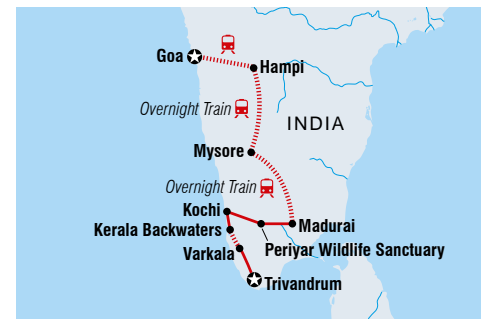 Goa
Hampi
Overnight Train
INDIA
Mysore
Overnight Train
Kochi
Madurai
Kerala Backwaters
Periyar Wildlife Sanctuary
Varkala
Trivandrum